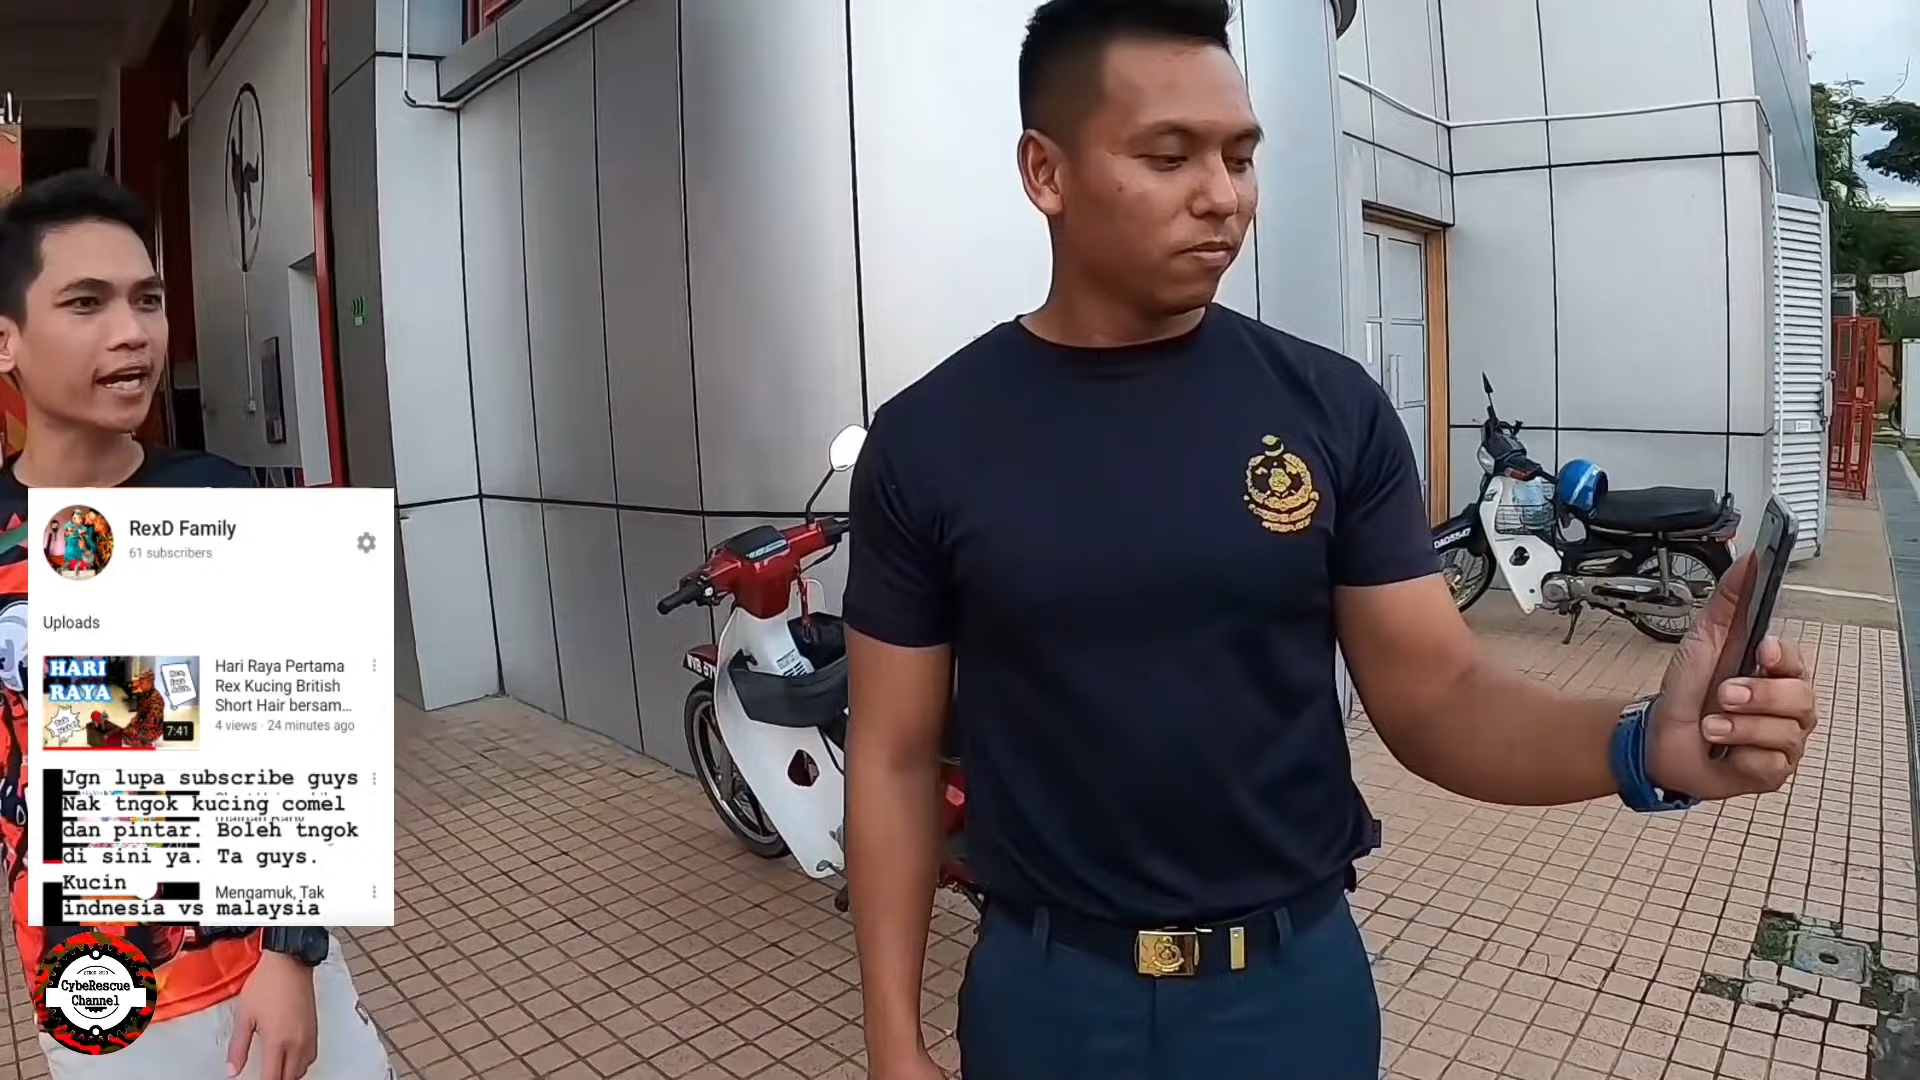 RexD Family
61 subscribers
Uploads
HARI
RAYA
7:41
Hari Raya Pertama
Rex Kucing British
Short Hair bersam...
4 views · 24 minutes ago
Jgn lupa subscribe guys
Nak tngok kucing comel
dan pintar. Boleh tngok
di sini ya. Ta guys.
Kucin
Mengamuk, Tak
indnesia vs malaysia
CybeRescue
Channel